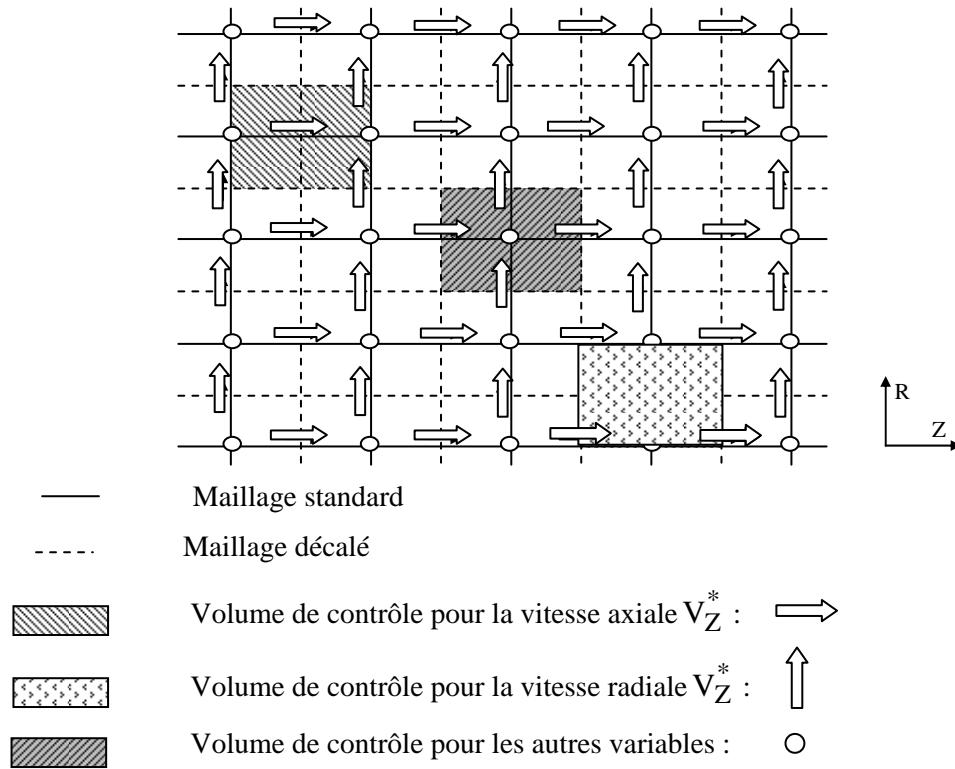 R
Z
Maillage standard
Maillage décalé
Volume de contrôle pour la vitesse axiale V*Z :
Volume de contrôle pour la vitesse radiale V*Z :
Volume de contrôle pour les autres variables :